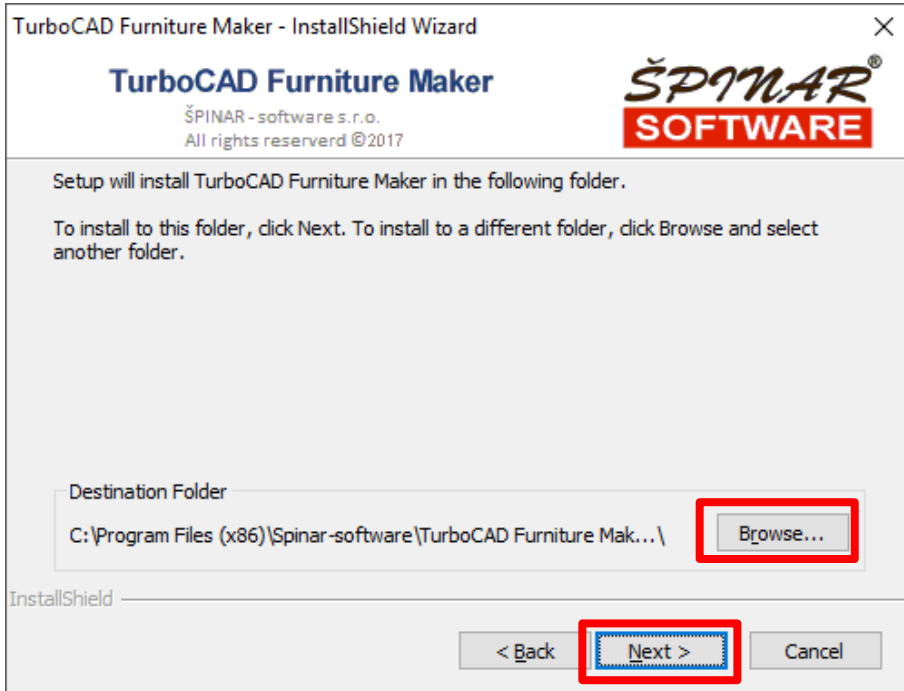 TurboCAD Furniture Maker - InstallShield Wizard
TurboCAD Furniture Maker
ŠPINAR - software s.r.o.
All rights reserverd ©2017
ŠPINAR®
SOFTWARE
Setup will install TurboCAD Furniture Maker in the following folder.
To install to this folder, click Next. To install to a different folder, click Browse and select
another folder.
Destination Folder
C:\Program Files (x86)\Spinar-software\TurboCAD Furniture Mak...\
Browse...
InstallShield
< Back
Next >
Cancel